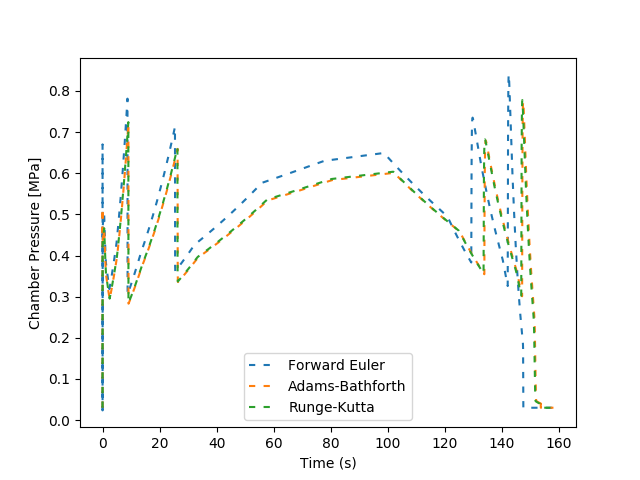 0.8
0.7
0.6
0.5
0.4
0.3
0.2
0.1
0.0
Chamber Pressure [MPa]
Forward Euler
Adams-Bathforth
Runge-Kutta
0 20 40 60 80 100 120 140 160
Time (s)